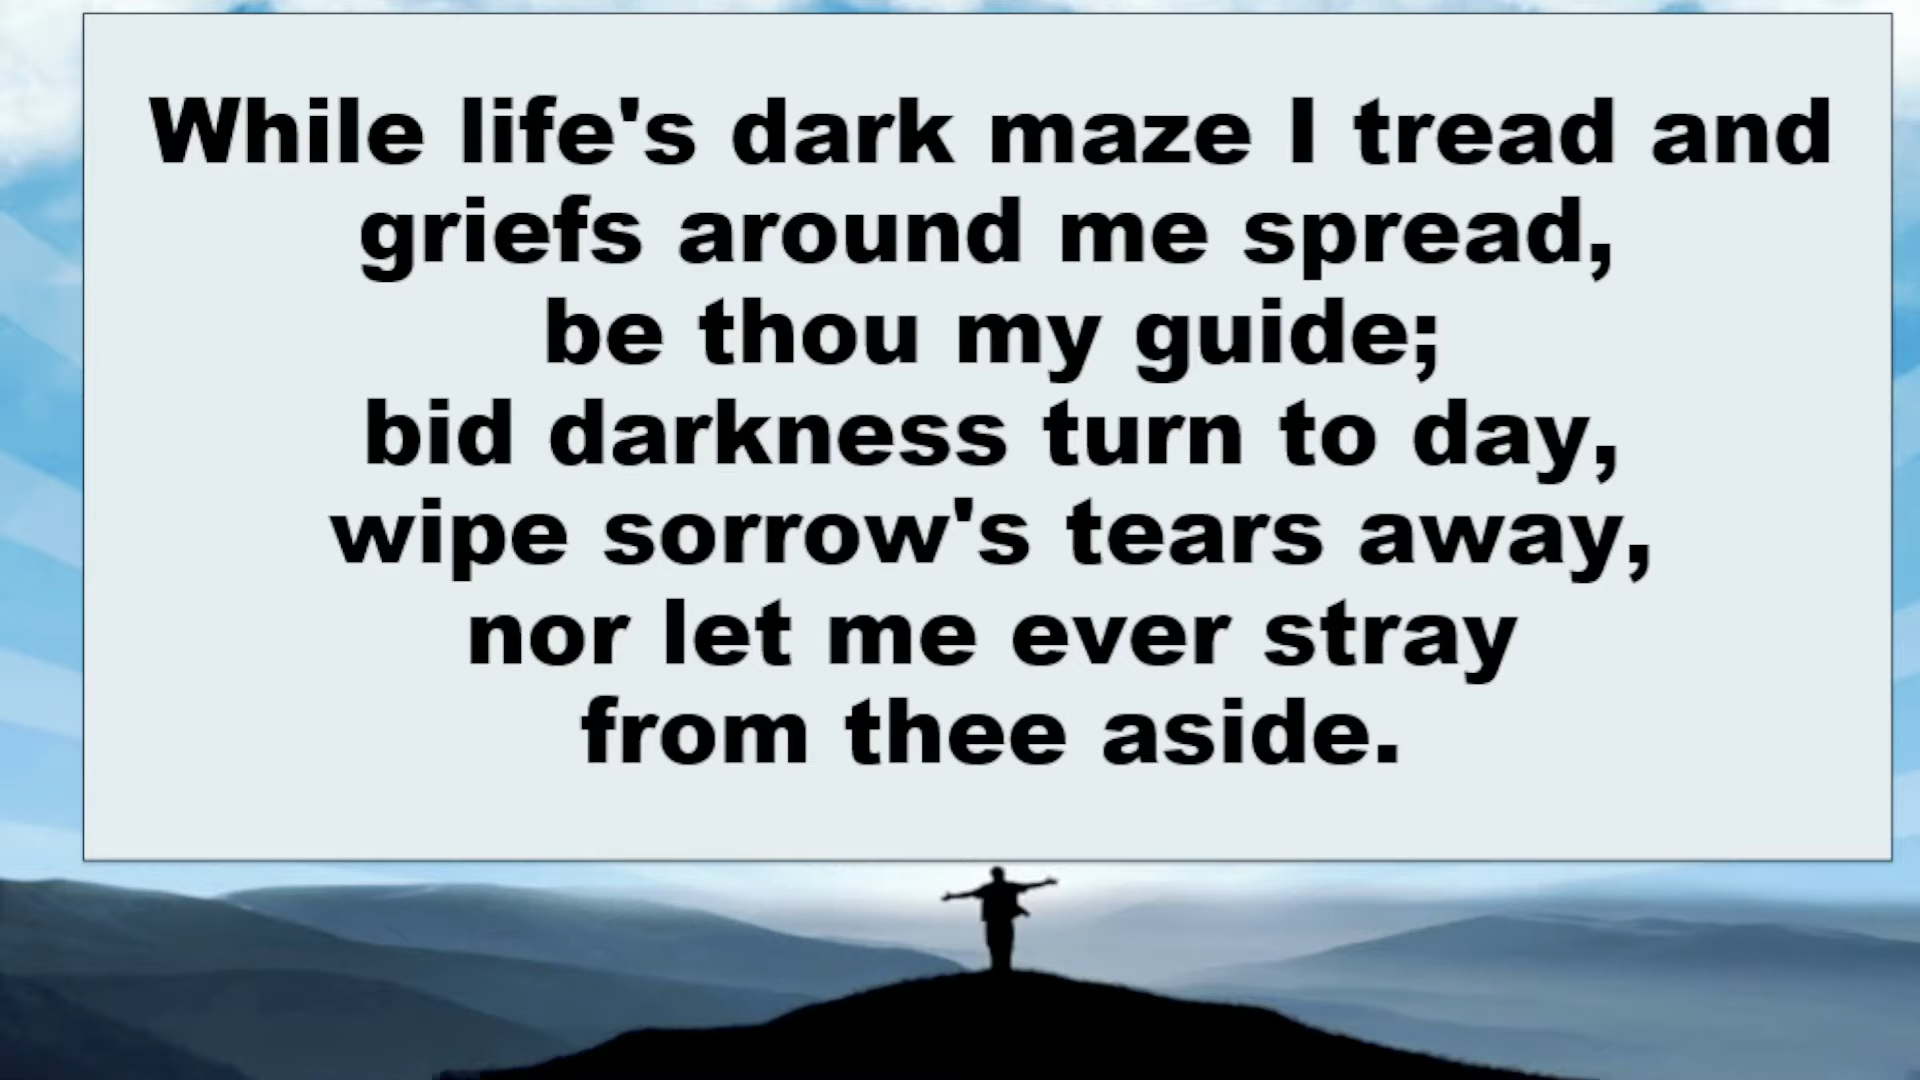 While life's dark maze I tread and
griefs around me spread,
be thou my guide;
bid darkness turn to day,
wipe sorrow's tears away,
nor let me ever stray
from thee aside.